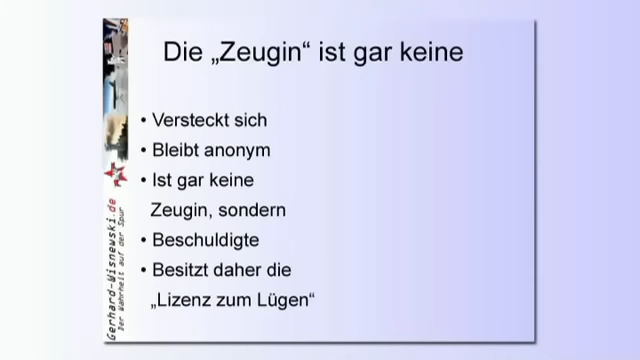 Die „Zeugin“ ist gar keine
• Versteckt sich
• Bleibt anonym
• Ist gar keine
Zeugin, sondern
• Beschuldigte
• Besitzt daher die
„Lizenz zum Lügen“
Gerhard-Wisnewski.de
Der Wahrheit auf der Spur